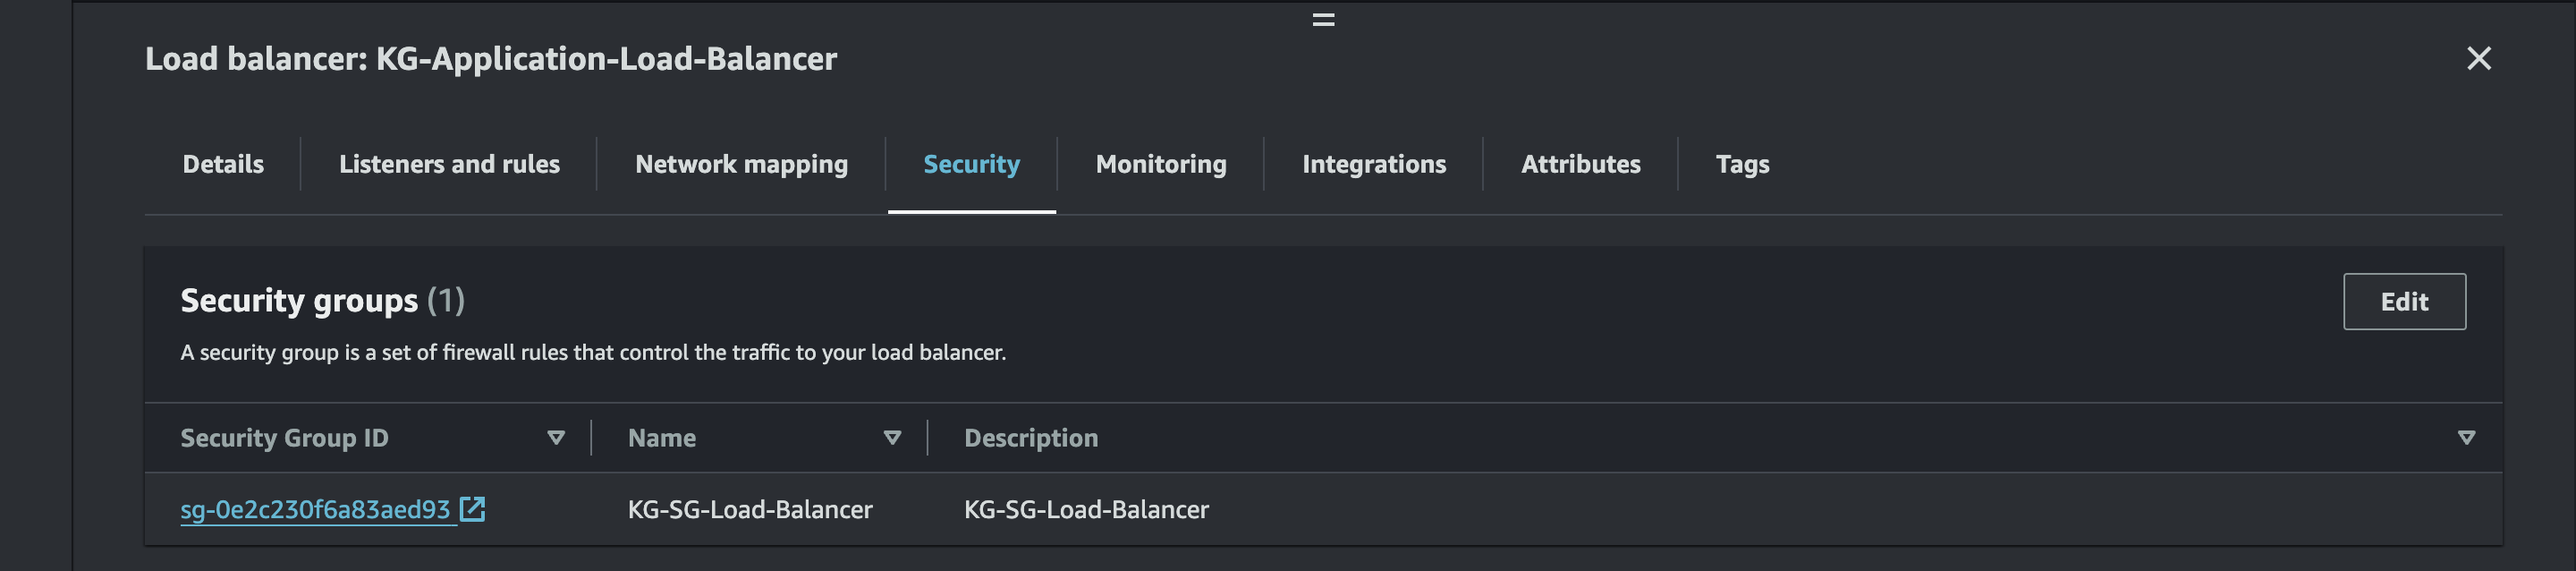 Load balancer: KG-Application-Load-Balancer
Details Listeners and rules Network mapping Security Monitoring Integrations Attributes Tags
Security groups (1)
Edit
A security group is a set of firewall rules that control the traffic to your load balancer.
Security Group ID Name Description
sg-0e2c230f6a83aed93 KG-SG-Load-Balancer KG-SG-Load-Balancer